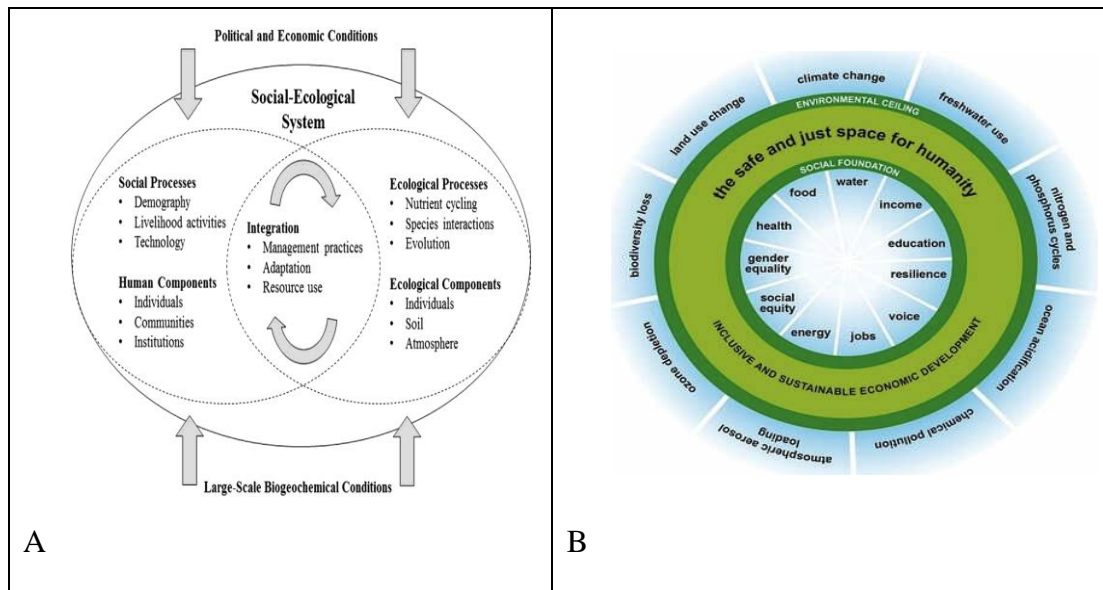 Political and Economic Conditions
Social-Ecological
System
Social Processes
• Demography
• Livelihood activities
• Technology
Human Components
• Individuals
• Communities
• Institutions
Integration
• Management practices
• Adaptation
• Resource use
Ecological Processes
• Nutrient cycling
• Species interactions
• Evolution
Ecological Components
• Individuals
• Soil
• Atmosphere
Large-Scale Biogeochemical Conditions
A
climate change
freshwater use
nitrogen and
phosphorus cycles
ocean acidification
chemical pollution
atmospheric aerosol
loading
ozone depletion
biodiversity loss
land use change
ENVIRONMENTAL CEILING
the safe and just space for humanity
SOCIAL FOUNDATION
water
income
education
resilience
voice
jobs
energy
social
equity
gender
equality
health
food
INCLUSIVE AND SUSTAINABLE ECONOMIC DEVELOPMENT
B